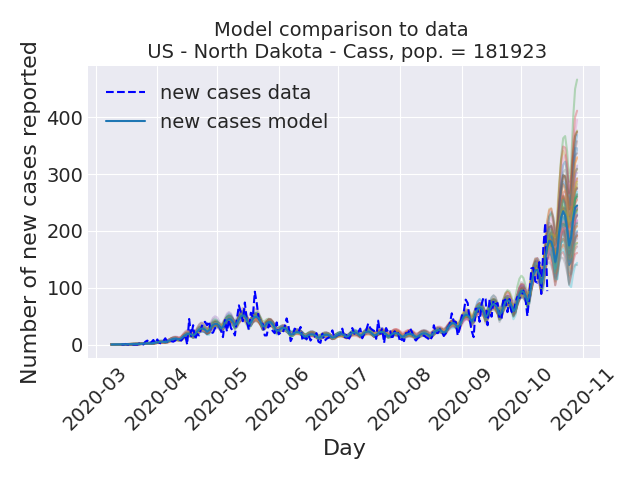 Model comparison to data
US - North Dakota - Cass, pop. = 181923
Number of new cases reported
new cases data
new cases model
400
300
200
100
0
2020-03
2020-04
2020-05
2020-06
2020-07
2020-08
2020-09
2020-10
2020-11
Day